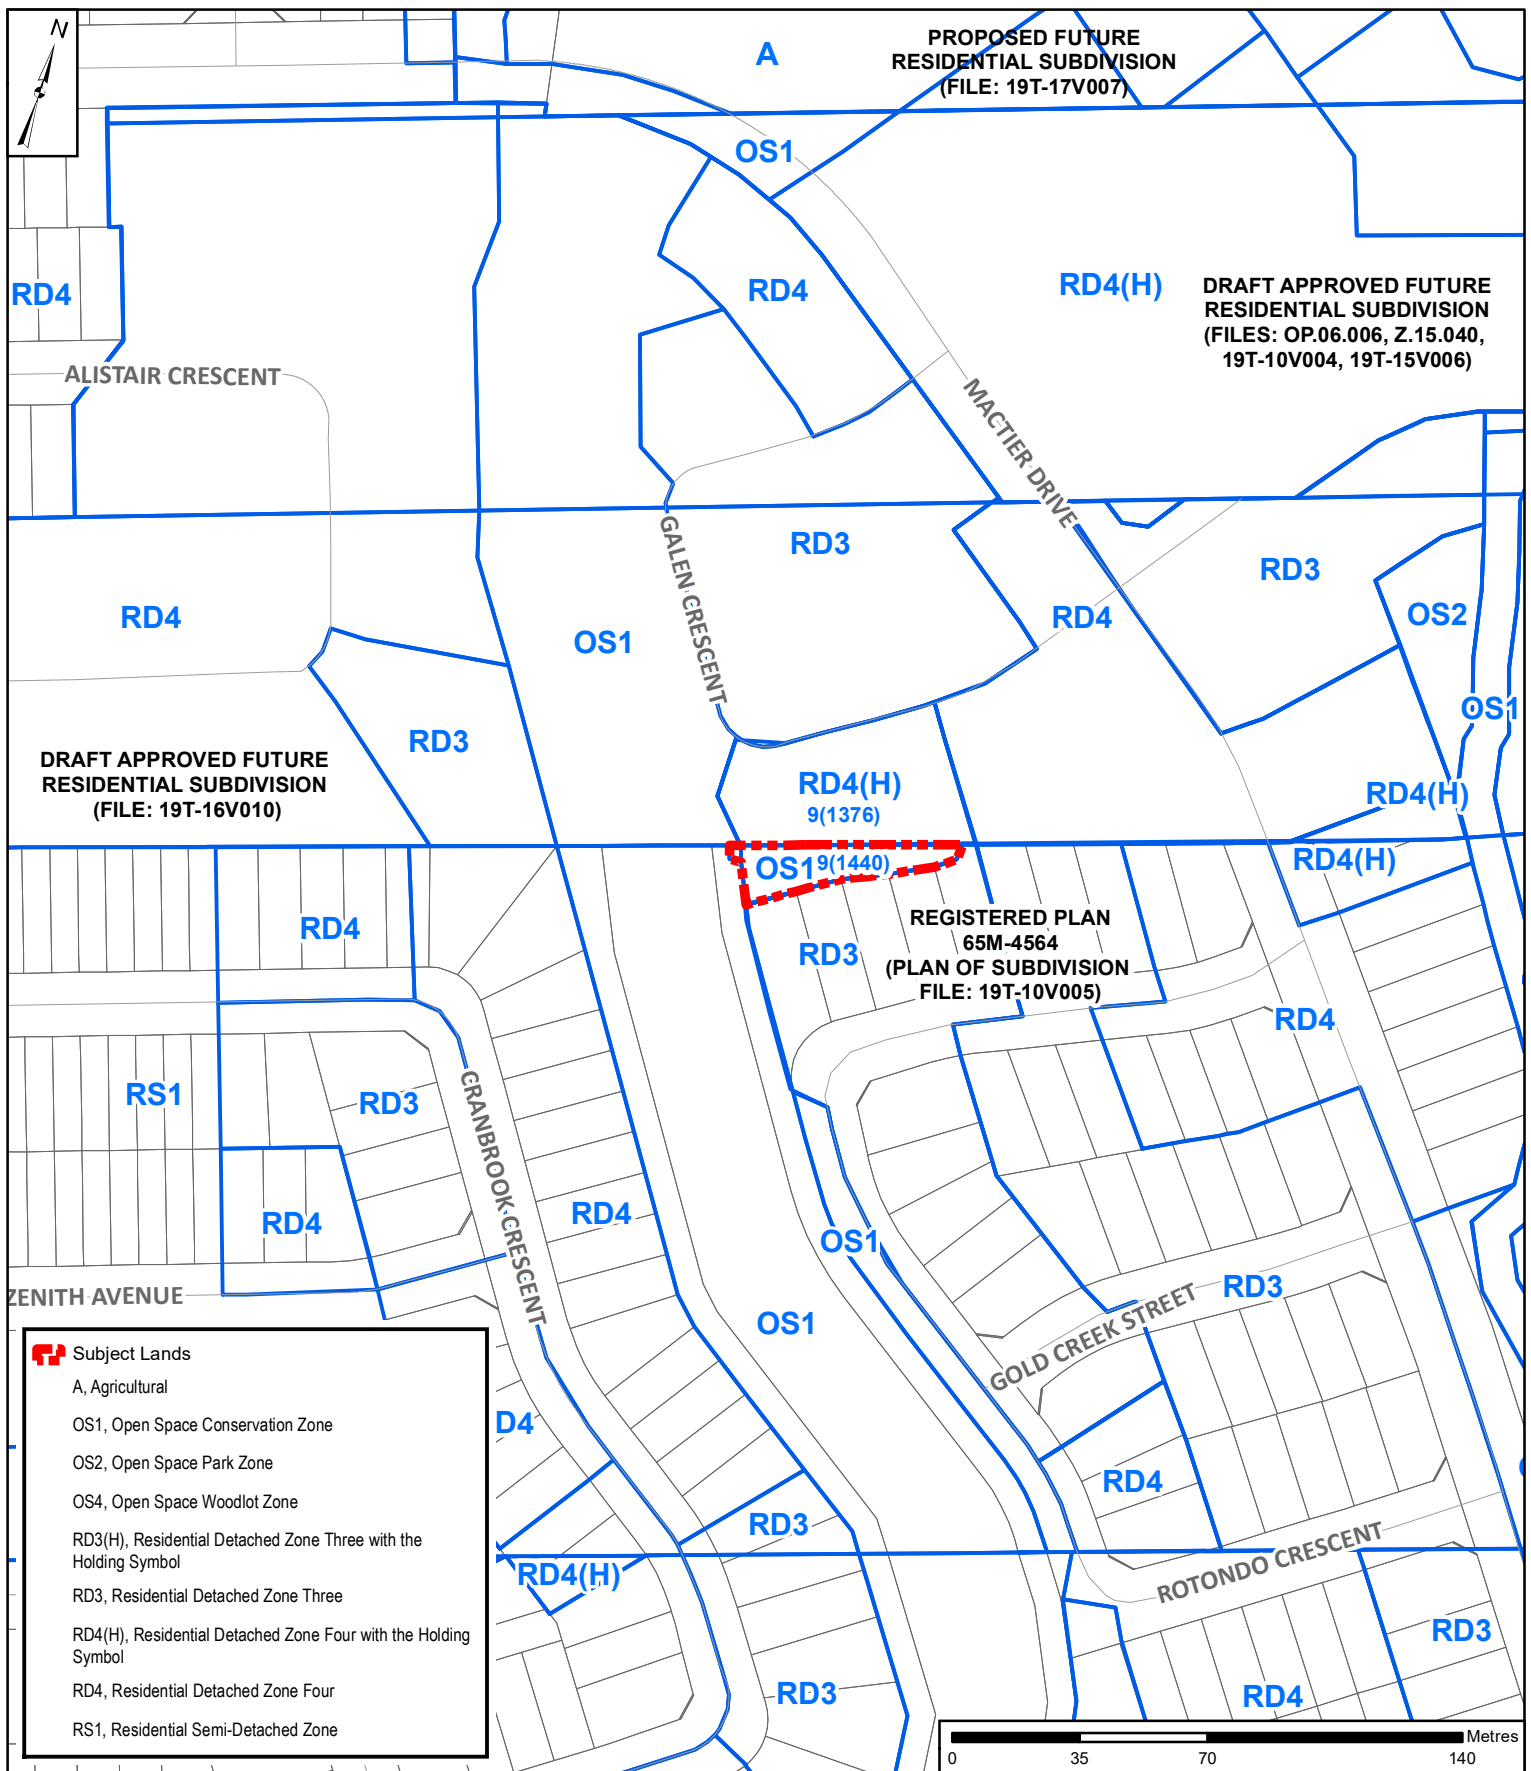 N
A
PROPOSED FUTURE
RESIDENTIAL SUBDIVISION
(FILE: 19T-17V007)
OS1
RD4
RD4
RD4(H)
DRAFT APPROVED FUTURE
RESIDENTIAL SUBDIVISION
(FILES: OP.06.006, Z.15.040,
19T-10V004, 19T-15V006)
ALISTAIR CRESCENT
MACTIER DRIVE
GALEN CRESCENT
RD3
RD3
RD4
OS1
RD4
OS2
OS1
RD3
DRAFT APPROVED FUTURE
RESIDENTIAL SUBDIVISION
(FILE: 19T-16V010)
RD4(H)
9(1376)
RD4(H)
OS1
9(1440)
RD4(H)
RD4
RD3
REGISTERED PLAN
65M-4564
(PLAN OF SUBDIVISION
FILE: 19T-10V005)
RD4
RS1
RD3
CRANBROOK CRESCENT
RD4
RD4
OS1
ZENITH AVENUE
RD3
OS1
GOLD CREEK STREET
D4
RD4
RD3
RD4(H)
ROTONDO CRESCENT
RD3
RD3
RD4
Subject Lands
A, Agricultural
OS1, Open Space Conservation Zone
OS2, Open Space Park Zone
OS4, Open Space Woodlot Zone
RD3(H), Residential Detached Zone Three with the
Holding Symbol
RD3, Residential Detached Zone Three
RD4(H), Residential Detached Zone Four with the Holding
Symbol
RD4, Residential Detached Zone Four
RS1, Residential Semi-Detached Zone
Metres
0 35 70 140